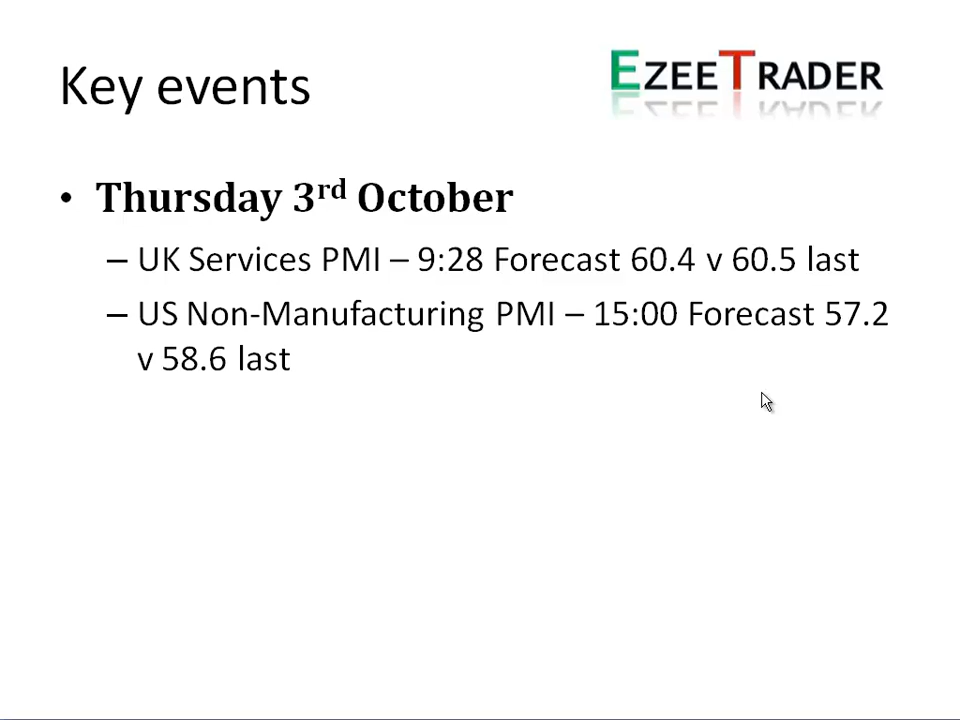 Key events
EZEETRADER
• Thursday 3rd October
– UK Services PMI – 9:28 Forecast 60.4 v 60.5 last
– US Non-Manufacturing PMI – 15:00 Forecast 57.2
v 58.6 last